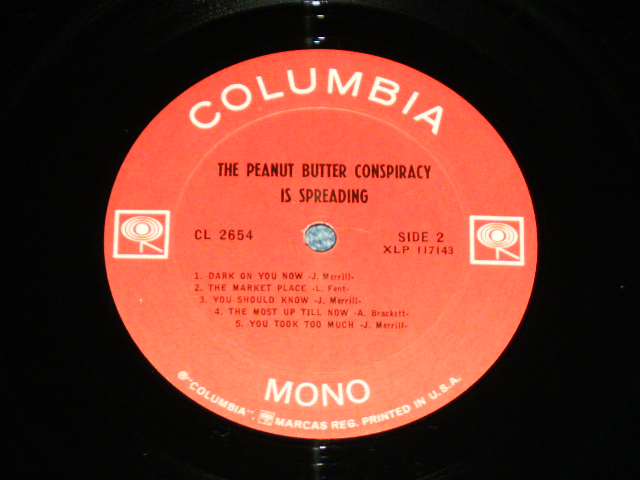 COLUMBIA
THE PEANUT BUTTER CONSPIRACY
IS SPREADING
CL 2654
SIDE 2
XLP 117143
1. DARK ON YOU NOW -J. Merrill-
2. THE MARKET PLACE -L. Fent-
3. YOU SHOULD KNOW -J. Merrill-
4. THE MOST UP TILL NOW -A. Brackett-
5. YOU TOOK TOO MUCH -J. Merrill-
MONO
℗"COLUMBIA", MARCAS REG. PRINTED IN U.S.A.